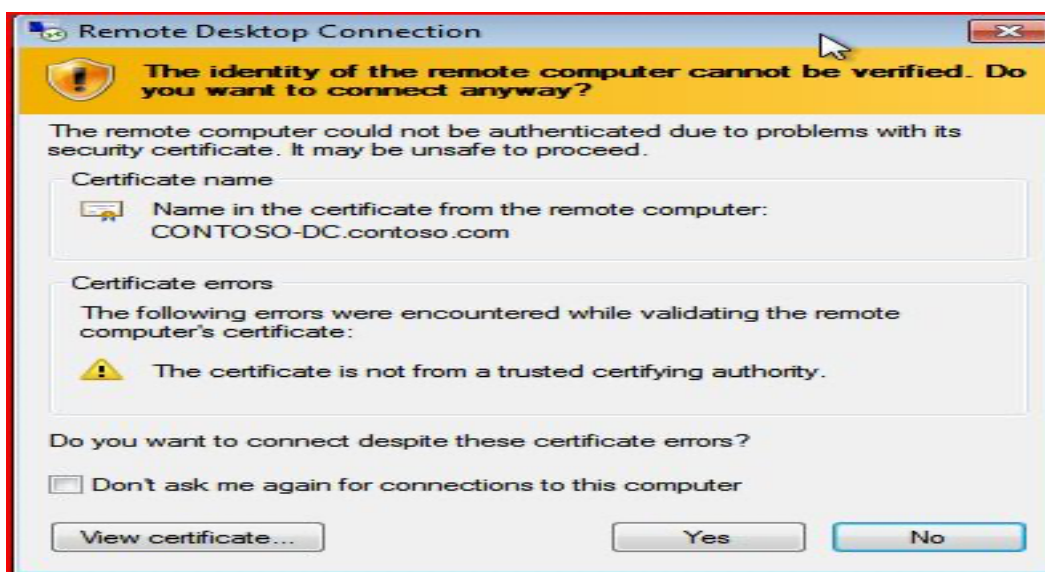 Remote Desktop Connection
The identity of the remote computer cannot be verified. Do
you want to connect anyway?
The remote computer could not be authenticated due to problems with its
security certificate. It may be unsafe to proceed.
Certificate name
Name in the certificate from the remote computer:
CONTOSO-DC.contoso.com
Certificate errors
The following errors were encountered while validating the remote
computer's certificate:
The certificate is not from a trusted certifying authority.
Do you want to connect despite these certificate errors?
Don't ask me again for connections to this computer
View certificate... Yes No